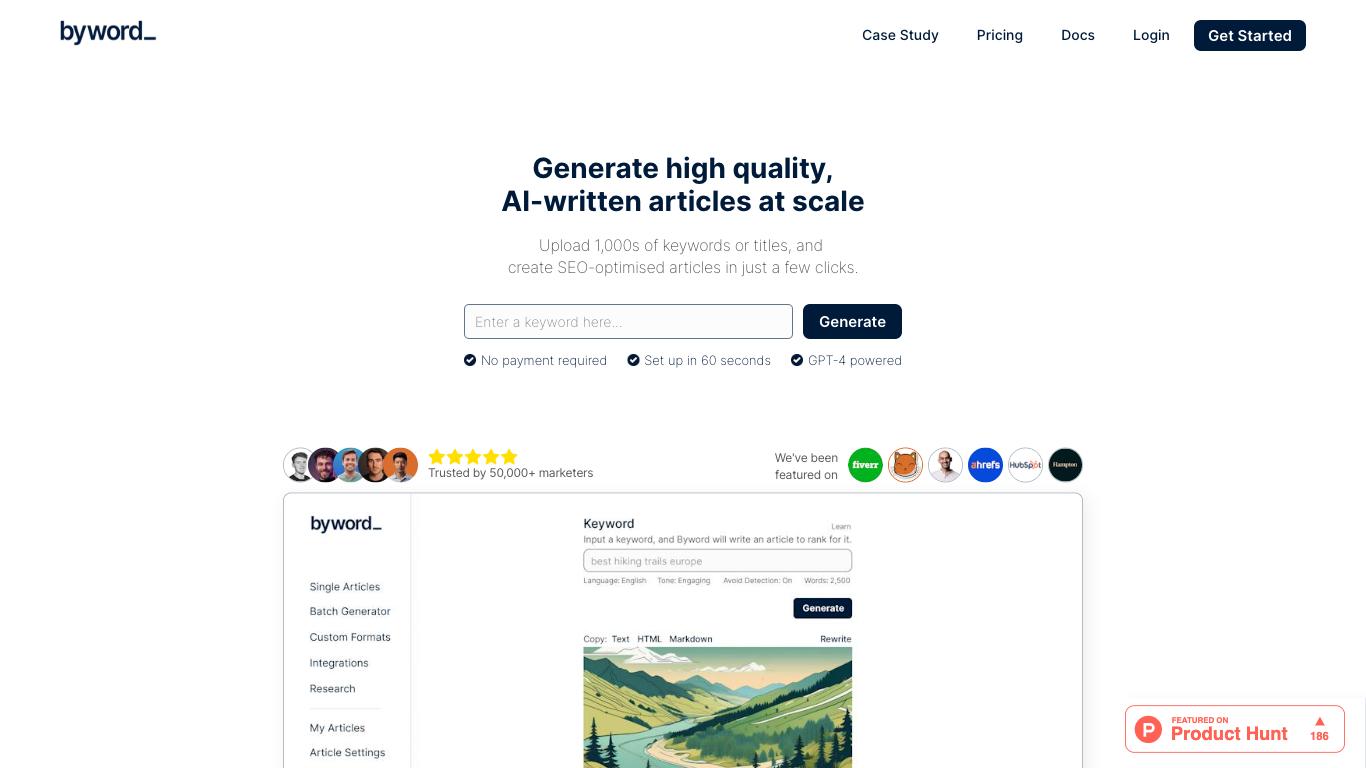 byword_
Case Study
Pricing
Docs
Login
Get Started
Generate high quality,
AI-written articles at scale
Upload 1,000s of keywords or titles, and
create SEO-optimised articles in just a few clicks.
Enter a keyword here...
Generate
No payment required
Set up in 60 seconds
GPT-4 powered
Trusted by 50,000+ marketers
We've been
featured on
fiverr
ahrefs
HubSpot
Hampton
byword_
Single Articles
Batch Generator
Custom Formats
Integrations
Research
My Articles
Article Settings
Keyword
Learn
Input a keyword, and Byword will write an article to rank for it.
best hiking trails europe
Language: English
Tone: Engaging
Avoid Detection: On
Words: 2,500
Generate
Copy: Text HTML Markdown
Rewrite
P
FEATURED ON
Product Hunt
186